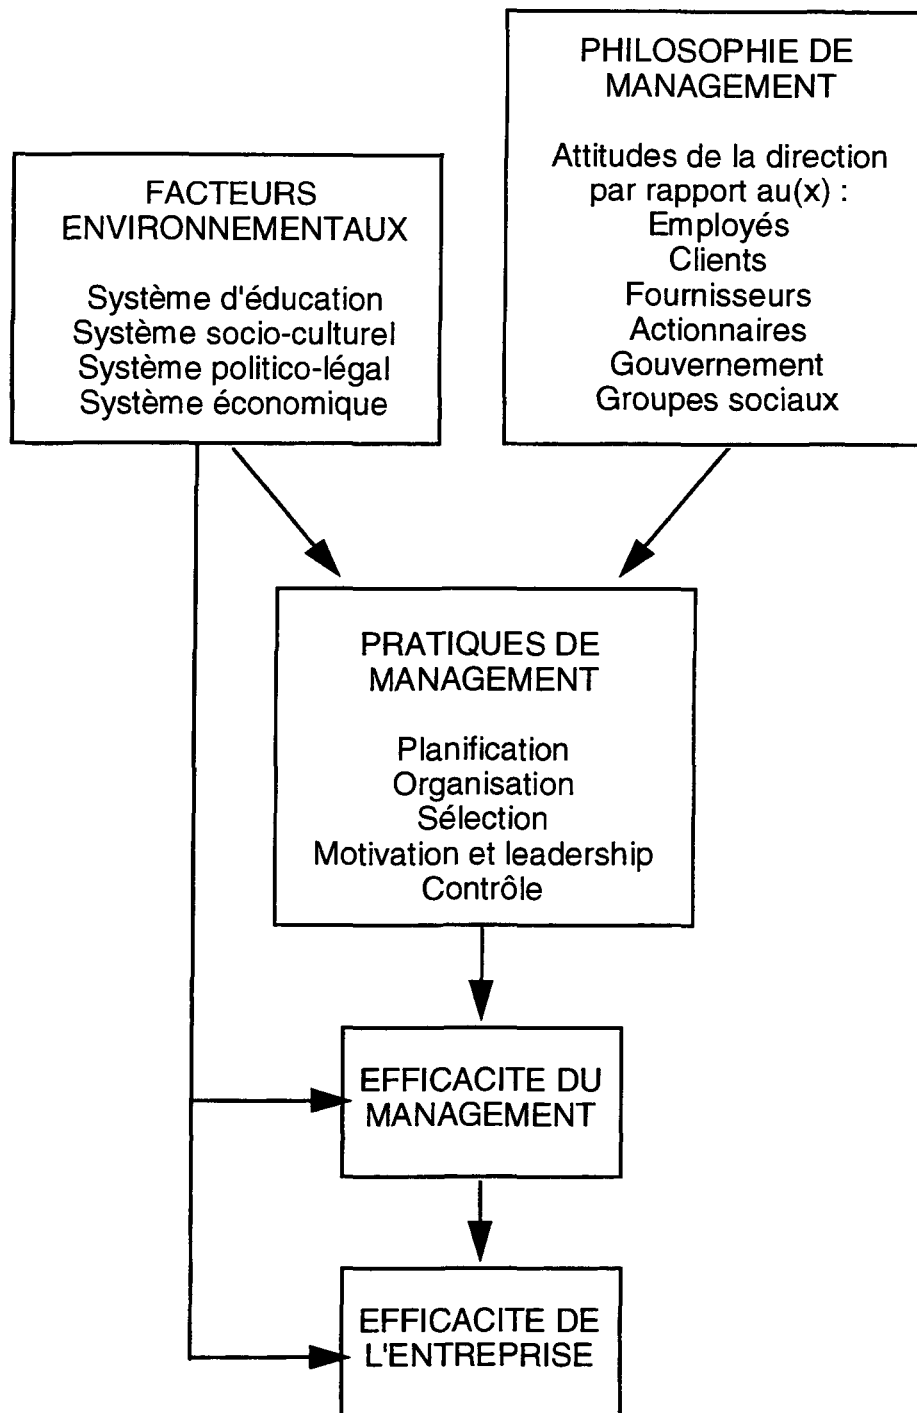 PHILOSOPHIE DE
MANAGEMENT
Attitudes de la direction
par rapport au(x) :
Employés
Clients
Fournisseurs
Actionnaires
Gouvernement
Groupes sociaux
FACTEURS
ENVIRONNEMENTAUX
Système d'éducation
Système socio-culturel
Système politico-légal
Système économique
PRATIQUES DE
MANAGEMENT
Planification
Organisation
Sélection
Motivation et leadership
Contrôle
EFFICACITE DU
MANAGEMENT
EFFICACITE DE
L'ENTREPRISE